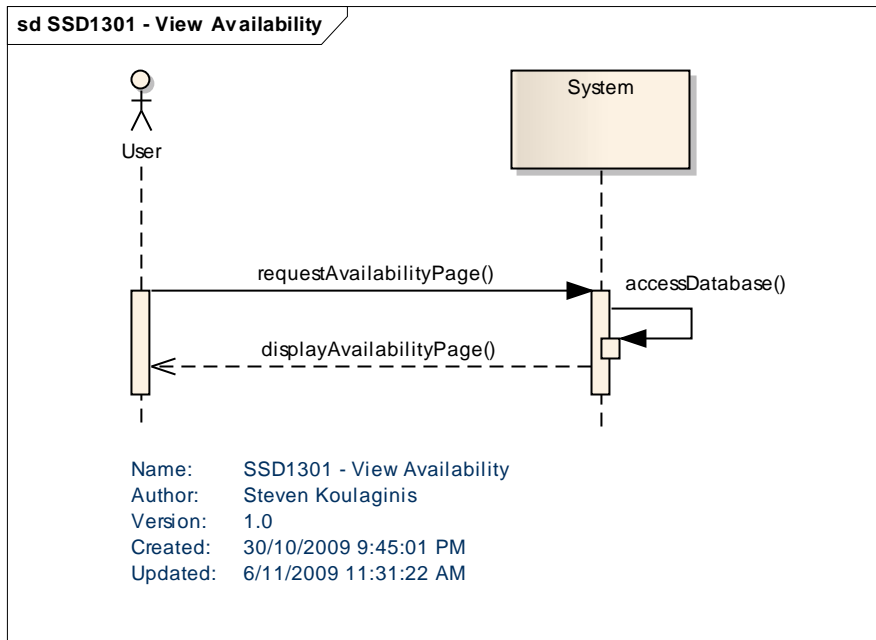 sd SSD1301 - View Availability
User
System
requestAvailabilityPage()
accessDatabase()
displayAvailabilityPage()
Name: SSD1301 - View Availability
Author: Steven Koulaginis
Version: 1.0
Created: 30/10/2009 9:45:01 PM
Updated: 6/11/2009 11:31:22 AM